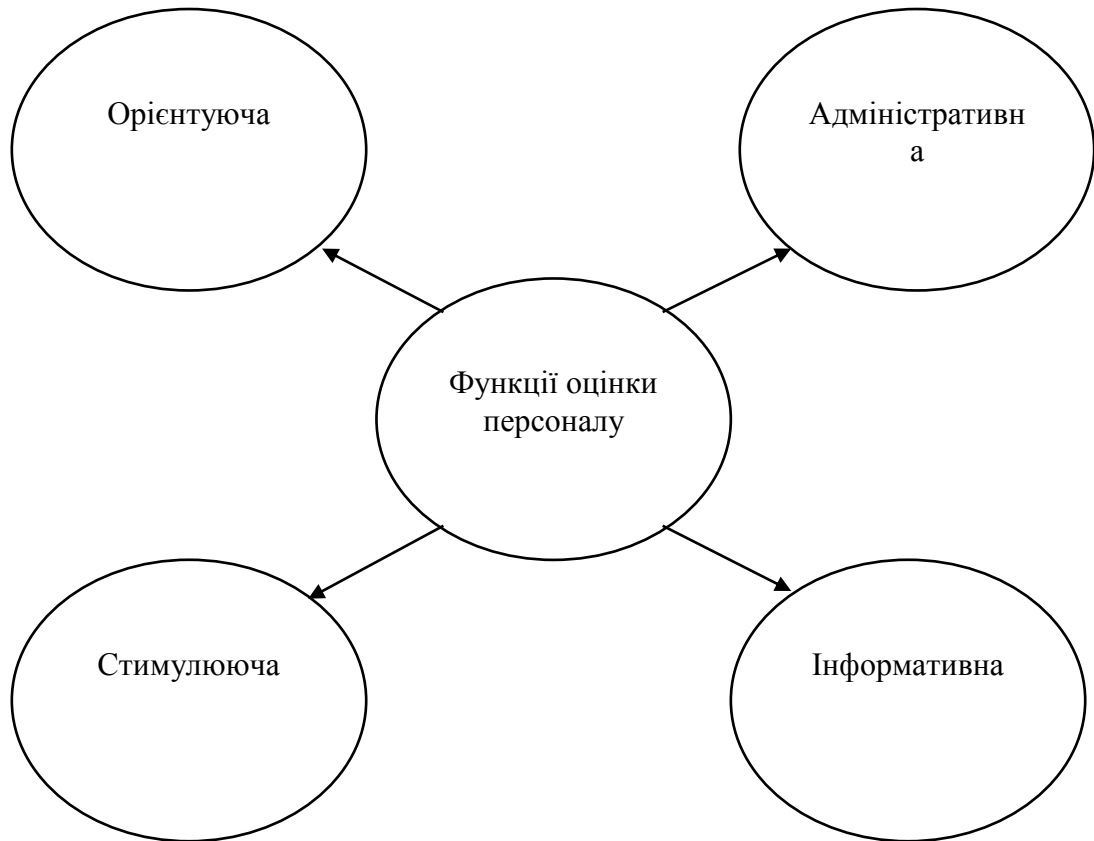 Орієнтуюча
Адміністративн
а
Функції оцінки
персоналу
Стимулююча
Інформативна